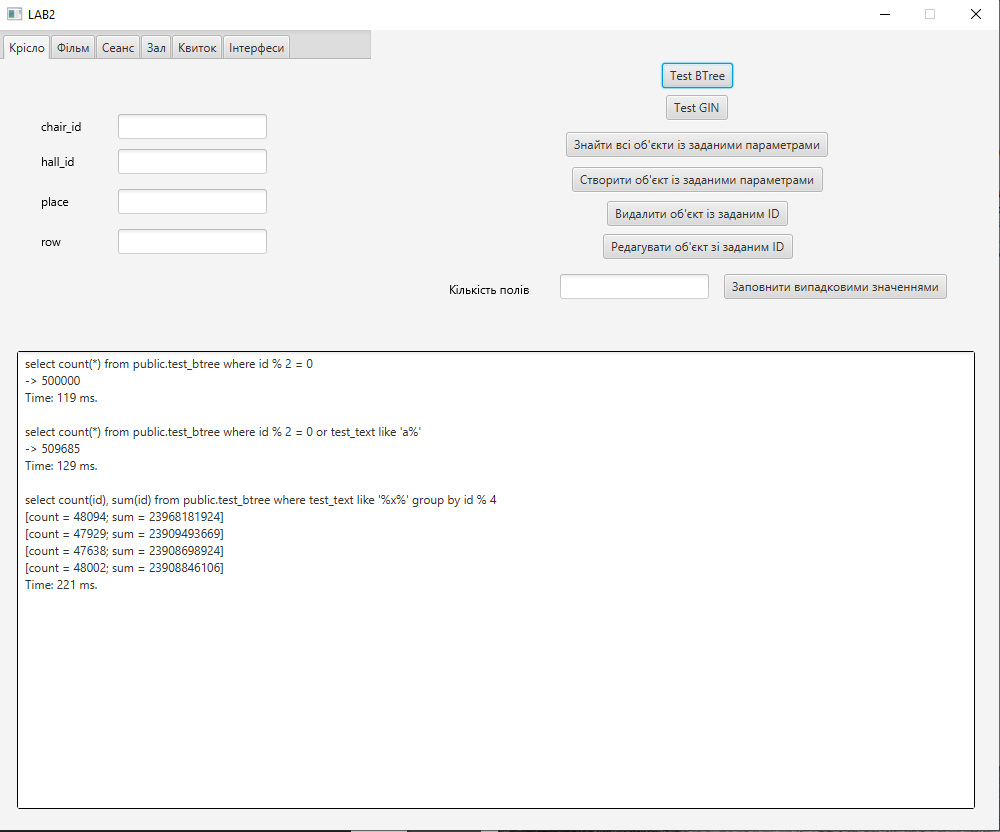 LAB2
Крісло Фільм Сеанс Зал Квиток Інтерфеси
Test BTree
Test GIN
chair_id
Знайти всі об'єкти із заданими параметрами
hall_id
Створити об'єкт із заданими параметрами
place
Видалити об'єкт із заданим ID
row
Редагувати об'єкт зі заданим ID
Кількість полів
Заповнити випадковими значеннями
select count(*) from public.test_btree where id % 2 = 0
-> 500000
Time: 119 ms.
select count(*) from public.test_btree where id % 2 = 0 or test_text like 'a%'
-> 509685
Time: 129 ms.
select count(id), sum(id) from public.test_btree where test_text like '%x%' group by id % 4
[count = 48094; sum = 23968181924]
[count = 47929; sum = 23909493669]
[count = 47638; sum = 23908698924]
[count = 48002; sum = 23908846106]
Time: 221 ms.